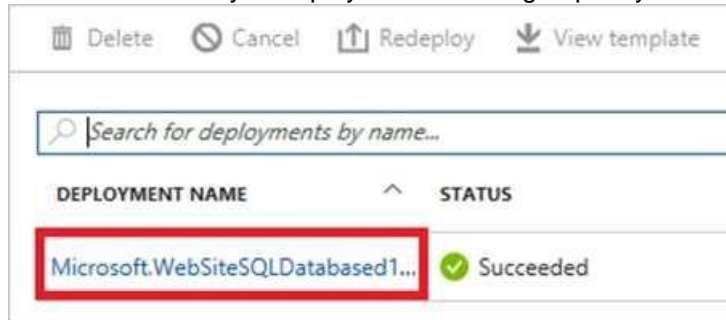 Delete Cancel Redeploy View template
Search for deployments by name...
DEPLOYMENT NAME STATUS
Microsoft.WebSiteSQLDatabased1... Succeeded